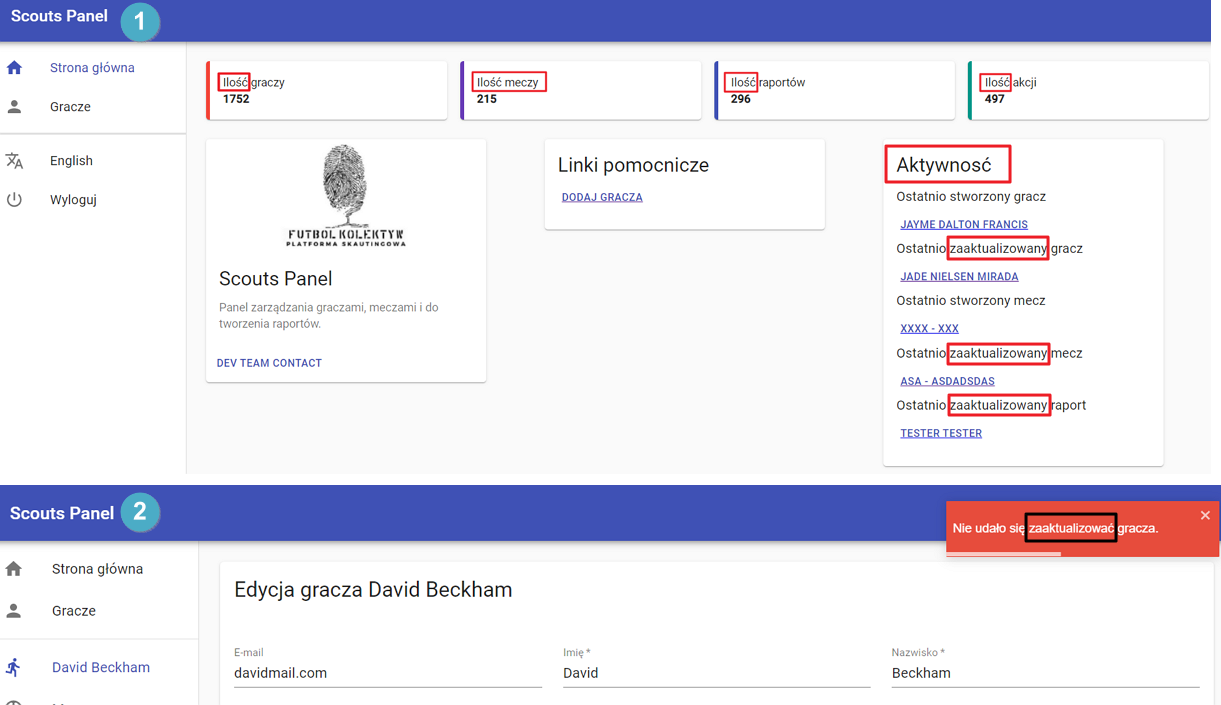 Scouts Panel 1
Strona główna
Gracze
English
Wyloguj
Ilość graczy
1752
Ilość meczy
215
Ilość raportów
296
Ilość akcji
497
FUTBOL KOLEKTYW
PLATFORMA SKAUTINGOWA
Scouts Panel
Panel zarządzania graczami, meczami i do
tworzenia raportów.
DEV TEAM CONTACT
Linki pomocnicze
DODAJ GRACZA
Aktywnosć
Ostatnio stworzony gracz
JAYME DALTON FRANCIS
Ostatnio zaaktualizowany gracz
JADE NIELSEN MIRADA
Ostatnio stworzony mecz
XXXX - XXX
Ostatnio zaaktualizowany mecz
ASA - ASDADSDAS
Ostatnio zaaktualizowany raport
TESTER TESTER
Scouts Panel 2
Nie udało się zaaktualizować gracza.
Strona główna
Gracze
David Beckham
Edycja gracza David Beckham
E-mail
davidmail.com
Imię *
David
Nazwisko *
Beckham